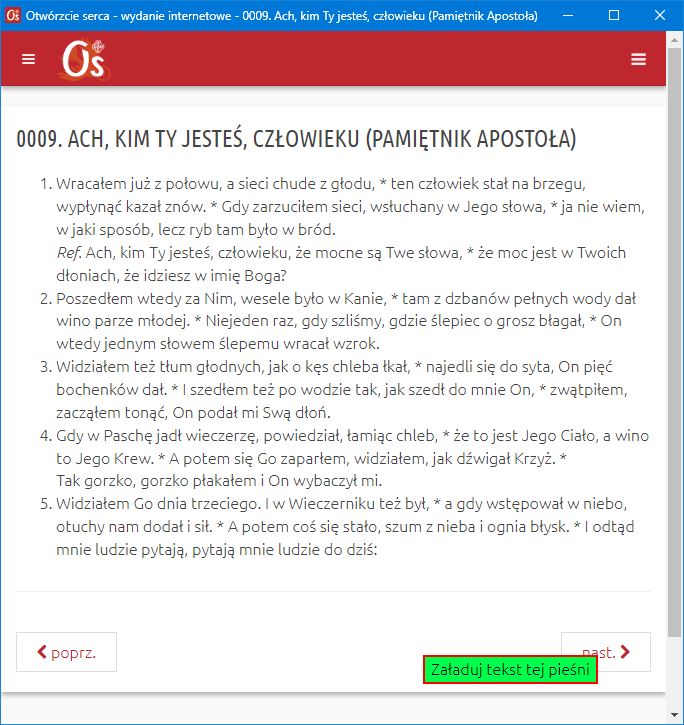 Otwórzcie serca - wydanie internetowe - 0009. Ach, kim Ty jesteś, człowieku (Pamiętnik Apostoła)
OŚ
0009. ACH, KIM TY JESTEŚ, CZŁOWIEKU (PAMIĘTNIK APOSTOŁA)
1. Wracałem już z połowu, a sieci chude z głodu, * ten człowiek stał na brzegu,
wypłynąć kazał znów. * Gdy zarzuciłem sieci, wsłuchany w Jego słowa, * ja nie wiem,
w jaki sposób, lecz ryb tam było w bród.
Ref. Ach, kim Ty jesteś, człowieku, że mocne są Twe słowa, * że moc jest w Twoich
dłoniach, że idziesz w imię Boga?
2. Poszedłem wtedy za Nim, wesele było w Kanie, * tam z dzbanów pełnych wody dał
wino parze młodej. * Niejeden raz, gdy szliśmy, gdzie ślepiec o grosz błagał, * On
wtedy jednym słowem ślepemu wracał wzrok.
3. Widziałem też tłum głodnych, jak o kęs chleba łkał, * najedli się do syta, On pięć
bochenków dał. * I szedłem też po wodzie tak, jak szedł do mnie On, * zwątpiłem,
zacząłem tonąć, On podał mi Swą dłoń.
4. Gdy w Paschę jadł wieczerzę, powiedział, łamiąc chleb, * że to jest Jego Ciało, a wino
to Jego Krew. * A potem się Go zaparłem, widziałem, jak dźwigał Krzyż. *
Tak gorzko, gorzko płakałem i On wybaczył mi.
5. Widziałem Go dnia trzeciego. I w Wieczerniku też był, * a gdy wstępował w niebo,
otuchy nam dodał i sił. * A potem coś się stało, szum z nieba i ognia błysk. * I odtąd
mnie ludzie pytają, pytają mnie ludzie do dziś:
poprz.
nast.
Załaduj tekst tej pieśni